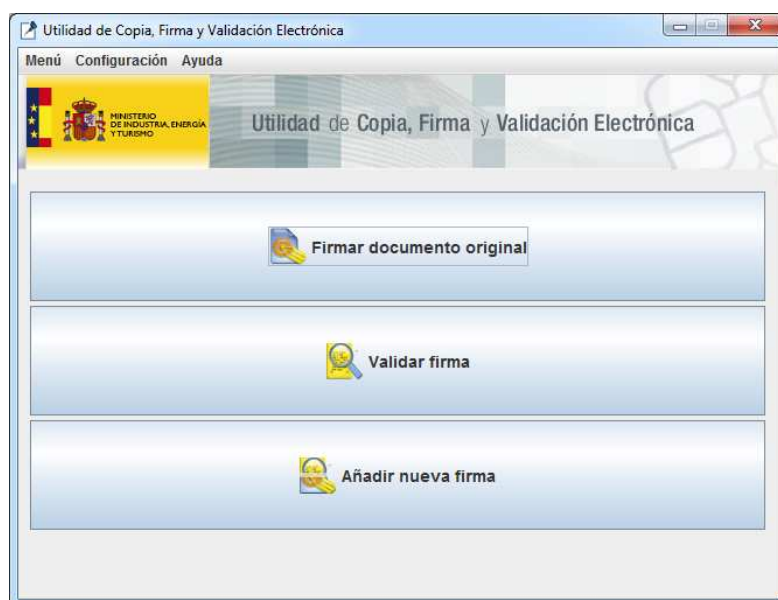 Utilidad de Copia, Firma y Validación Electrónica
Menú Configuración Ayuda
MINISTERIO
DE INDUSTRIA, ENERGÍA
Y TURISMO
Utilidad de Copia, Firma y Validación Electrónica
Firmar documento original
Validar firma
Añadir nueva firma